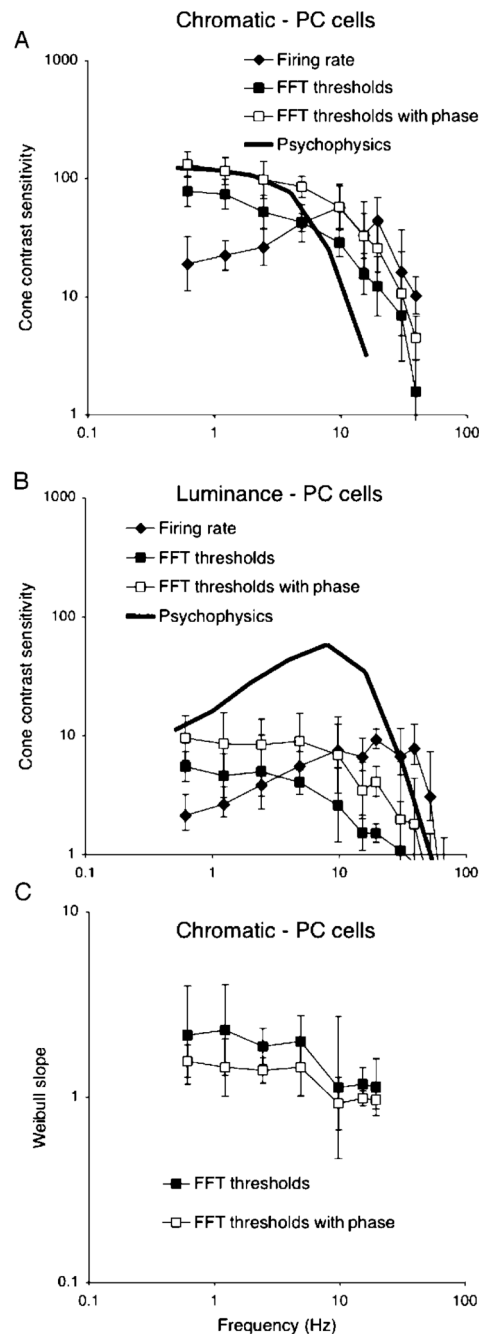 A
Chromatic - PC cells
1000
100
10
1
Cone contrast sensitivity
Firing rate
FFT thresholds
FFT thresholds with phase
Psychophysics
0.1 1 10 100
B
Luminance - PC cells
1000
100
10
1
Cone contrast sensitivity
Firing rate
FFT thresholds
FFT thresholds with phase
Psychophysics
0.1 1 10 100
C
Chromatic - PC cells
10
1
0.1
Weibull slope
FFT thresholds
FFT thresholds with phase
0.1 1 10 100
Frequency (Hz)